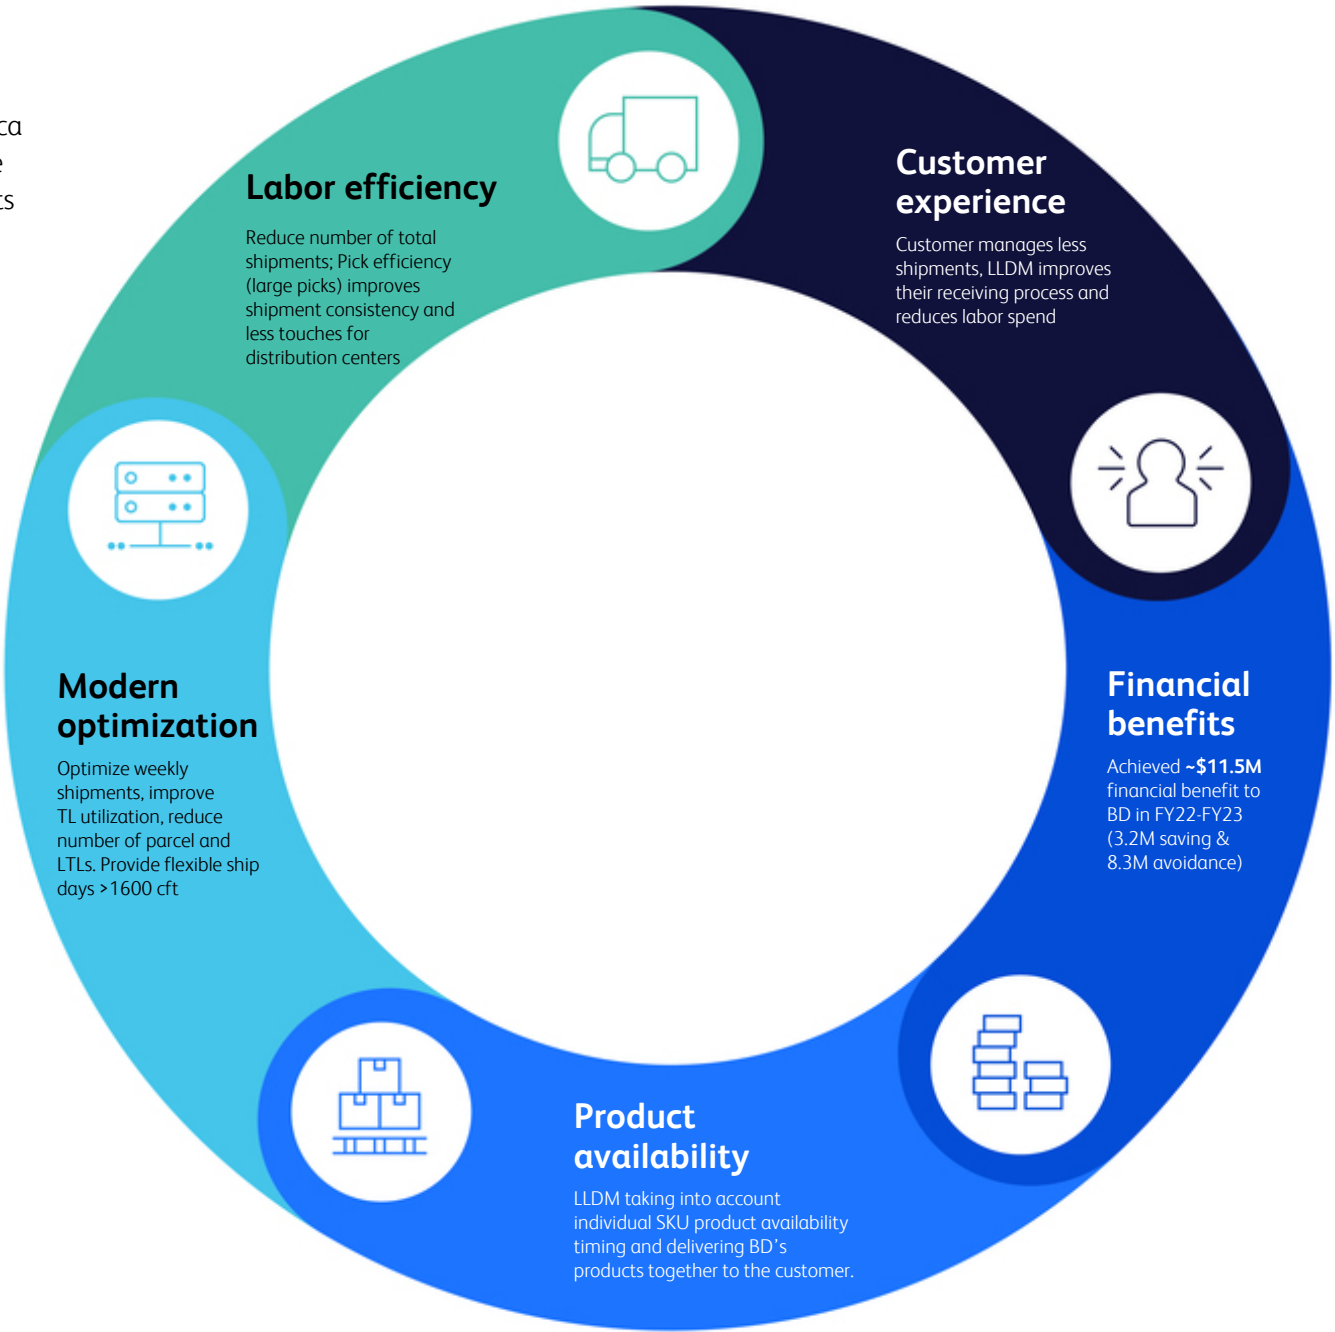 ca
e
ts
Labor efficiency
Reduce number of total
shipments; Pick efficiency
(large picks) improves
shipment consistency and
less touches for
distribution centers
Customer
experience
Customer manages less
shipments, LLDM improves
their receiving process and
reduces labor spend
Modern
optimization
Optimize weekly
shipments, improve
TL utilization, reduce
number of parcel and
LTLs. Provide flexible ship
days >1600 cft
Financial
benefits
Achieved ~$11.5M
financial benefit to
BD in FY22-FY23
(3.2M saving &
8.3M avoidance)
Product
availability
LLDM taking into account
individual SKU product availability
timing and delivering BD's
products together to the customer.